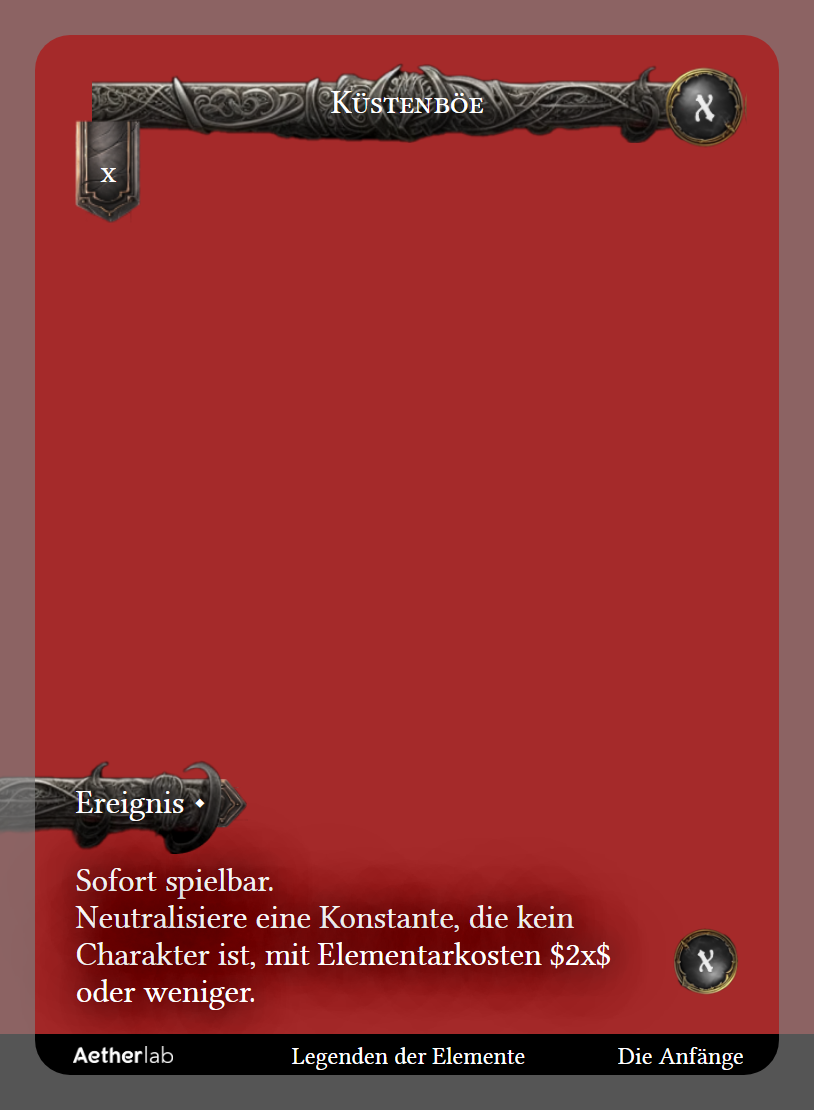 Küstenböe
x
x
Ereignis •
Sofort spielbar.
Neutralisiere eine Konstante, die kein
Charakter ist, mit Elementarkosten $2x$
oder weniger.
x
Aetherlab Legenden der Elemente Die Anfänge